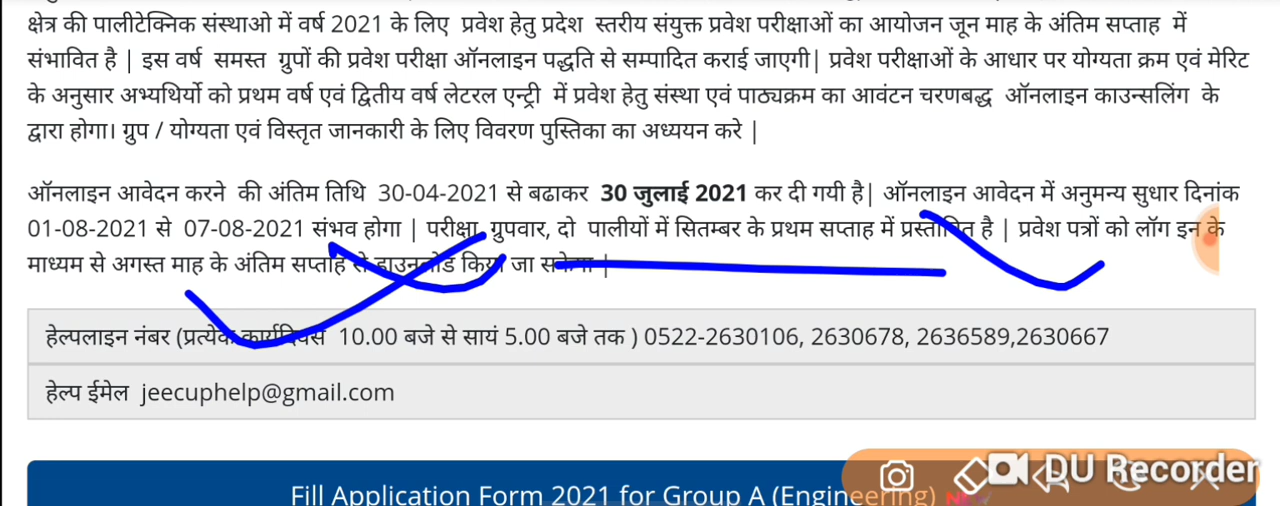 क्षेत्र की पालीटेक्निक संस्थाओ में वर्ष 2021 के लिए प्रवेश हेतु प्रदेश स्तरीय संयुक्त प्रवेश परीक्षाओं का आयोजन जून माह के अंतिम सप्ताह में
संभावित है | इस वर्ष समस्त ग्रुपों की प्रवेश परीक्षा ऑनलाइन पद्धति से सम्पादित कराई जाएगी| प्रवेश परीक्षाओं के आधार पर योग्यता क्रम एवं मेरिट
के अनुसार अभ्यथिर्यो को प्रथम वर्ष एवं द्वितीय वर्ष लेटरल एन्ट्री में प्रवेश हेतु संस्था एवं पाठ्यक्रम का आवंटन चरणबद्ध ऑनलाइन काउन्सलिंग के
द्वारा होगा। ग्रुप / योग्यता एवं विस्तृत जानकारी के लिए विवरण पुस्तिका का अध्ययन करे |
ऑनलाइन आवेदन करने की अंतिम तिथि 30-04-2021 से बढाकर 30 जुलाई 2021 कर दी गयी है| ऑनलाइन आवेदन में अनुमन्य सुधार दिनांक
01-08-2021 से 07-08-2021 संभव होगा | परीक्षा, ग्रुपवार, दो पालीयों में सितम्बर के प्रथम सप्ताह में प्रस्तावित है | प्रवेश पत्रों को लॉग इन के
माध्यम से अगस्त माह के अंतिम सप्ताह से डाउनलोड किया जा सकेगा |
हेल्पलाइन नंबर (प्रत्येक कार्यदिवस 10.00 बजे से सायं 5.00 बजे तक ) 0522-2630106, 2630678, 2636589,2630667
हेल्प ईमेल jeecuphelp@gmail.com
Fill Application Form 2021 for Group A (Engineering)
DU Recorder